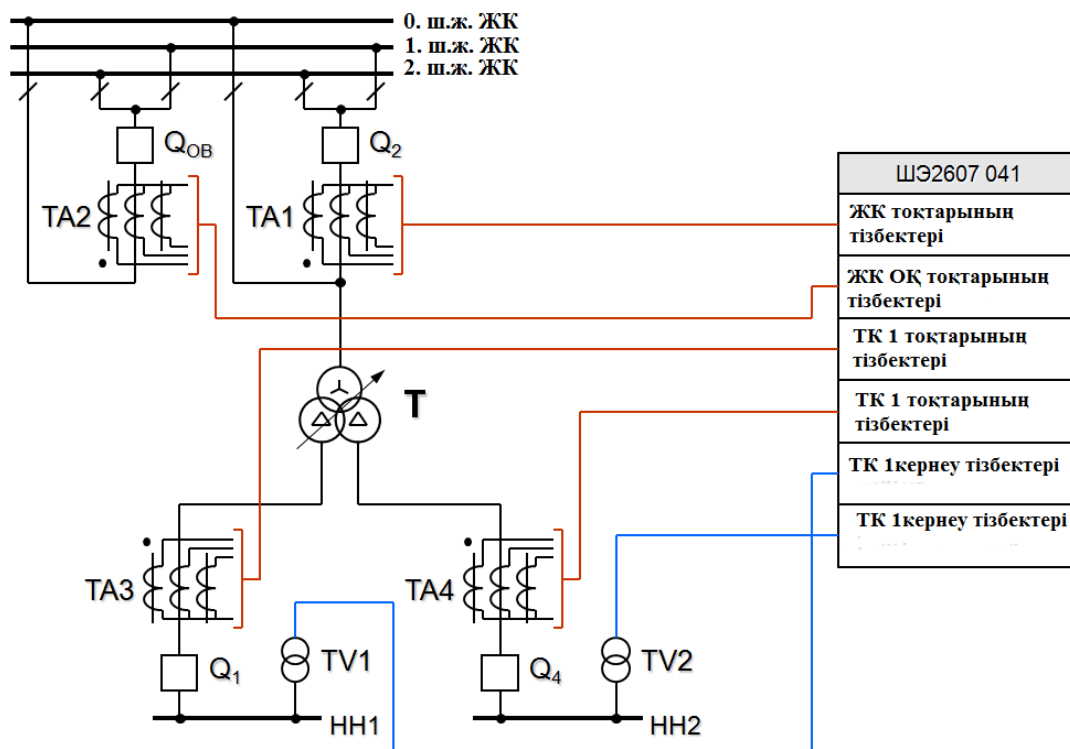 0. ш.ж. ЖК
1. ш.ж. ЖК
2. ш.ж. ЖК
QОВ
Q2
ТА2
ТА1
ШЭ2607 041
ЖК тоқтарының
тізбектері
ЖК ОҚ тоқтарының
тізбектері
ТК 1 тоқтарының
тізбектері
ТК 1 тоқтарының
тізбектері
ТК 1кернеу тізбектері
ТК 1кернеу тізбектері
Т
ТА3
ТА4
Q1
TV1
Q4
TV2
НН1
НН2